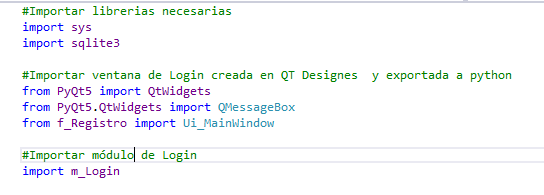 #Importar librerias necesarias
import sys
import sqlite3
#Importar ventana de Login creada en QT Designes y exportada a python
from PyQt5 import QtWidgets
from PyQt5.QtWidgets import QMessageBox
from f_Registro import Ui_MainWindow
#Importar módulo de Login
import m_Login